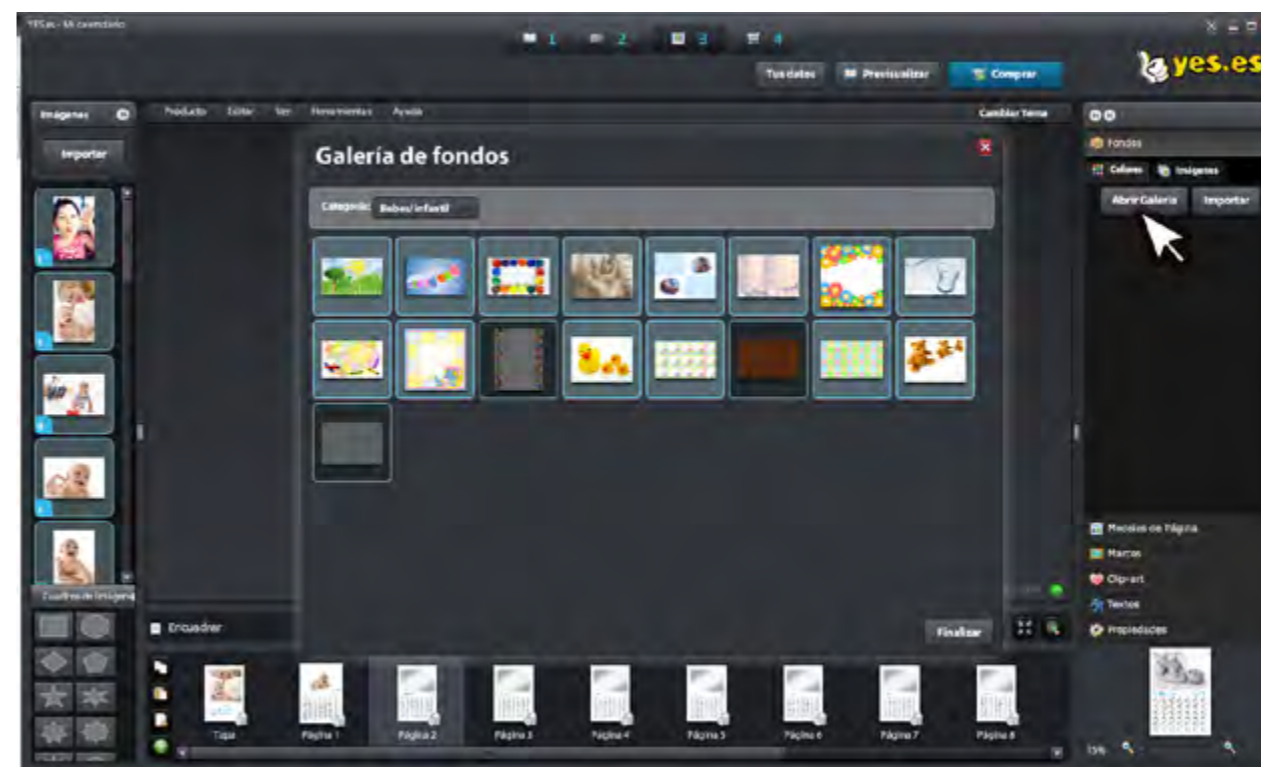 YES.es - Mi calendario
1 2 3 4
Tus datos Previsualizar Comprar
yes.es
Imágenes
Producto Editar Ver Herramientas Ayuda
Cambiar Tema
Importar
Galería de fondos
Fondos
Colores Imágenes
Categoría: Bebes/infantil
Abrir Galería Importar
Modelos de Página
Marcos
Clip-art
Textos
Propiedades
Cuadros de imágenes
Encuadrar
Finalizar
Tapa Página 1 Página 2 Página 3 Página 4 Página 5 Página 6 Página 7 Página 8
15%